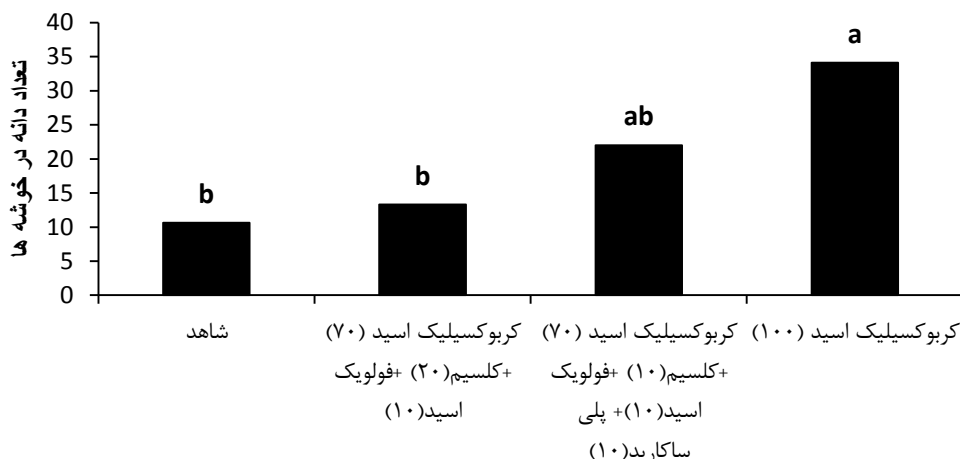 تعداد دانه در خوشه ها
40
35
30
25
20
15
10
5
0
b
b
ab
a
شاهد
کربوکسیلیک اسید (۷۰)
+کلسیم(۲۰) +فولویک
اسید(۱۰)
کربوکسیلیک اسید (۷۰)
+کلسیم(۱۰) +فولویک
اسید(۱۰)+ پلی
ساکارید(۱۰)
کربوکسیلیک اسید (۱۰۰)